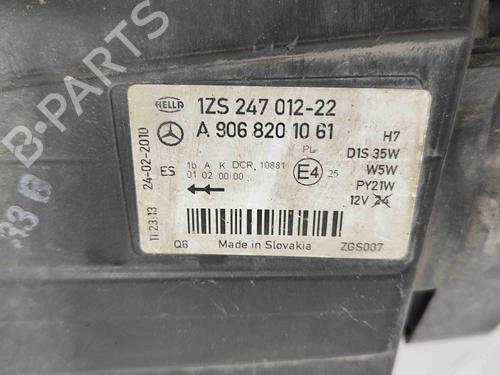 HELLA
1ZS 247 012-22
A 906 820 10 61
H7
D1S 35W
W5W
PY21W
12V 24
ES
1b A K DCR 10881
01 02 00 00
PL
E4 25
24-02-2010
11:23:13
Q6
Made in Slovakia
ZGS007
B-PARTS